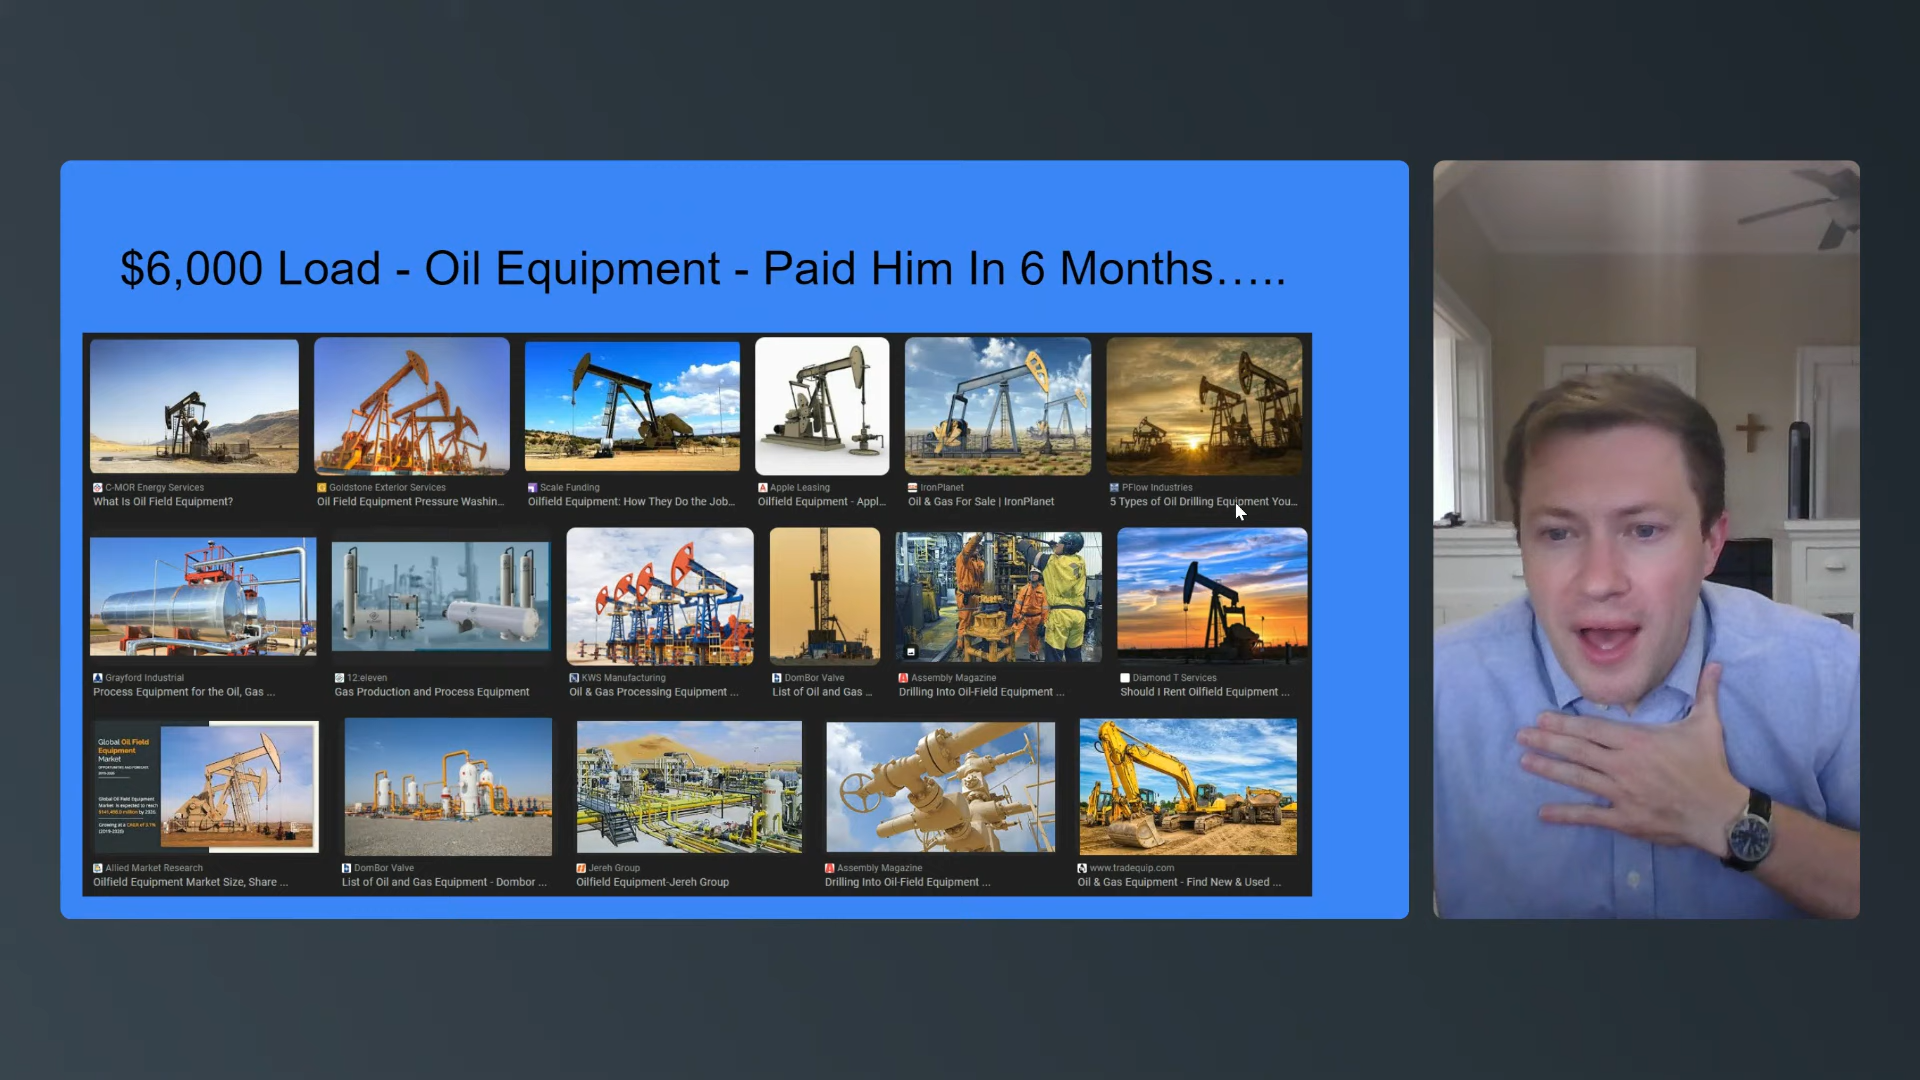 $6,000 Load - Oil Equipment - Paid Him In 6 Months…..
C-MOR Energy Services
What Is Oil Field Equipment?
Goldstone Exterior Services
Oil Field Equipment Pressure Washin...
Scale Funding
Oilfield Equipment: How They Do the Job...
Apple Leasing
Oilfield Equipment - Appl...
IronPlanet
Oil & Gas For Sale | IronPlanet
PFlow Industries
5 Types of Oil Drilling Equipment You...
Grayford Industrial
Process Equipment for the Oil, Gas ...
12:eleven
Gas Production and Process Equipment
KWS Manufacturing
Oil & Gas Processing Equipment ...
DomBor Valve
List of Oil and Gas ...
Assembly Magazine
Drilling Into Oil-Field Equipment ...
Diamond T Services
Should I Rent Oilfield Equipment ...
Global Oil Field
Equipment
Market
Allied Market Research
Oilfield Equipment Market Size, Share ...
DomBor Valve
List of Oil and Gas Equipment - Dombor ...
Jereh Group
Oilfield Equipment-Jereh Group
Assembly Magazine
Drilling Into Oil-Field Equipment ...
www.tradequip.com
Oil & Gas Equipment - Find New & Used ...